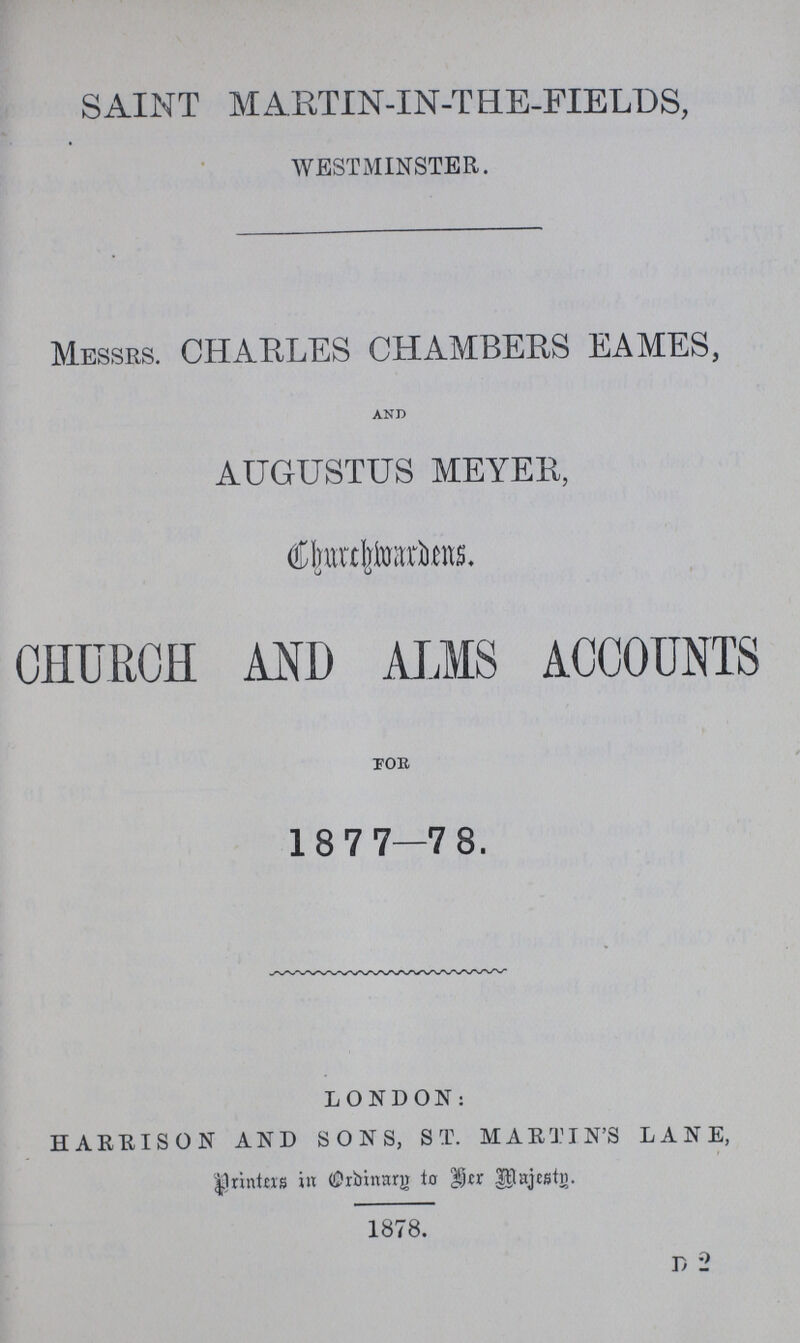 SAINT MARTIN-IN-THE-FIELDS,
WESTMINSTER.
MESSRS. CHARLES CHAMBERS EAMES,
AND
AUGUSTUS MEYER,
Churchwardens.
CHURCH AND ALMS ACCOUNTS
FOR
1877—78.
LONDON:
HARRISON AND SONS, ST. MARTIN'S LANE,
Printers in Ordinary to Her Majesty.
1878.
D 2